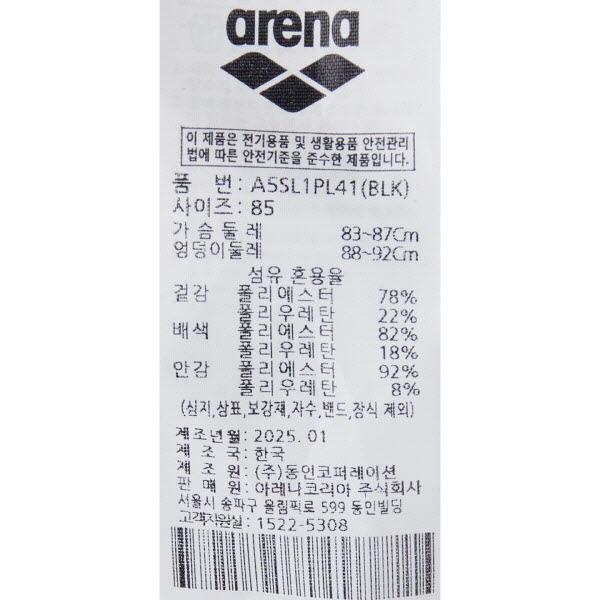 arena
이 제품은 전기용품 및 생활용품 안전관리
법에 따른 안전기준을 준수한 제품입니다.
품 번: A5SL1PL41(BLK)
사이즈: 85
가슴둘레 83~87Cm
엉덩이둘레 88~92Cm
섬유 혼용율
겉감 폴리에스터 78%
폴리우레탄 22%
배색 폴리에스터 82%
폴리우레탄 18%
안감 폴리에스터 92%
폴리우레탄 8%
(심지,상표,보강재,자수,밴드,장식 제외)
제조년월: 2025.01
제 조 국: 한국
제 조 원: (주)동인코퍼레이션
판 매 원: 아레나코리아 주식회사
서울시 송파구 올림픽로 599 동민빌딩
고객지원실: 1522-5308